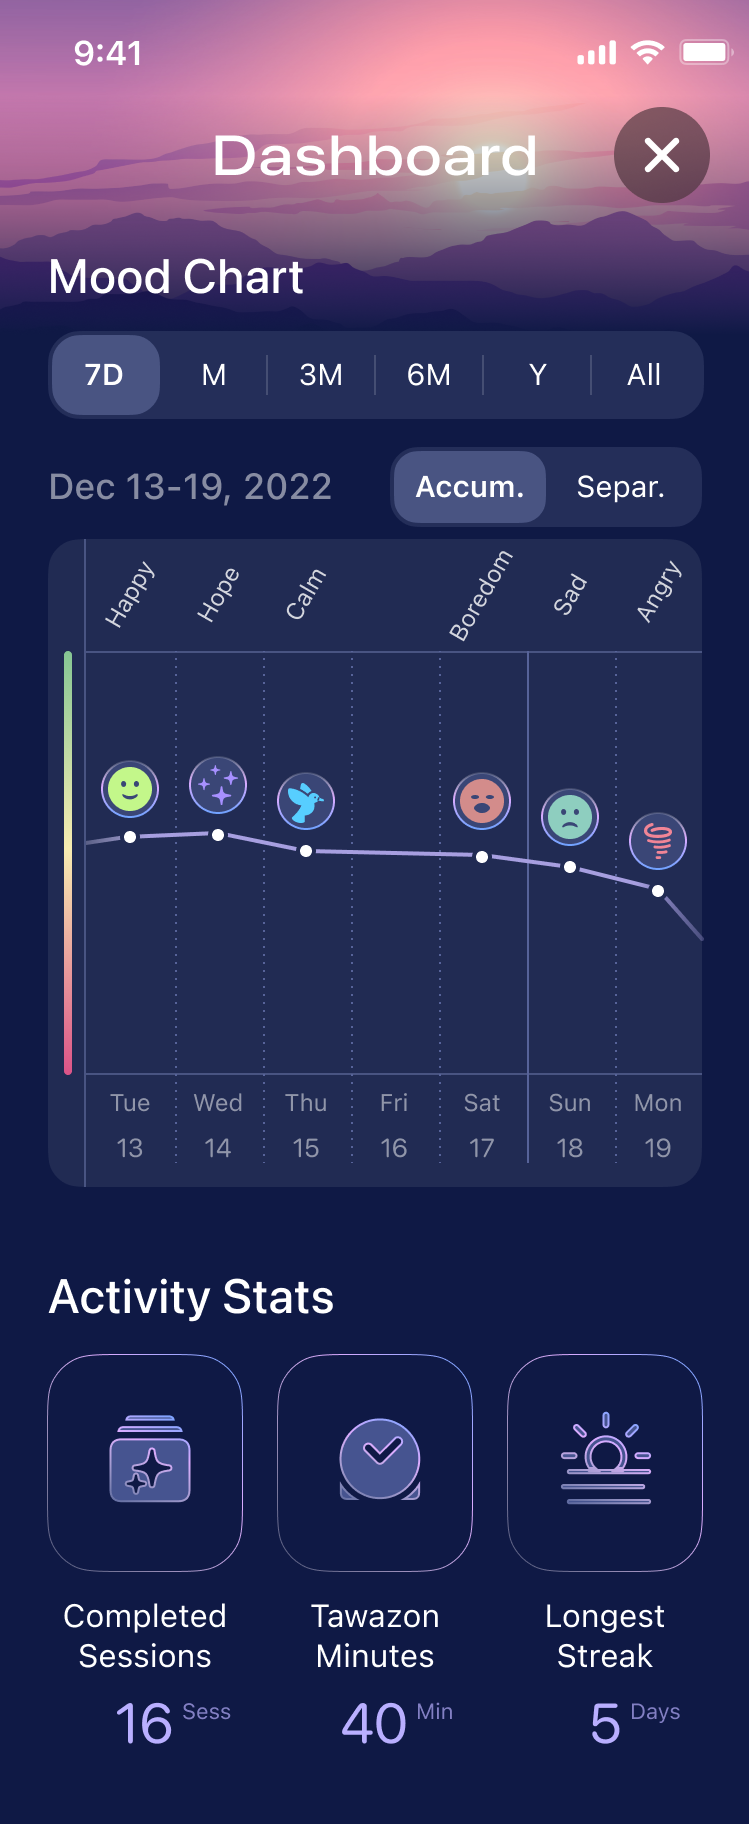 9:41
Dashboard
Mood Chart
7D M 3M 6M Y All
Dec 13-19, 2022 Accum. Separ.
Happy Hope Calm Boredom Sad Angry
Tue Wed Thu Fri Sat Sun Mon
13 14 15 16 17 18 19
Activity Stats
Completed Tawazon Longest
Sessions Minutes Streak
16 Sess 40 Min 5 Days